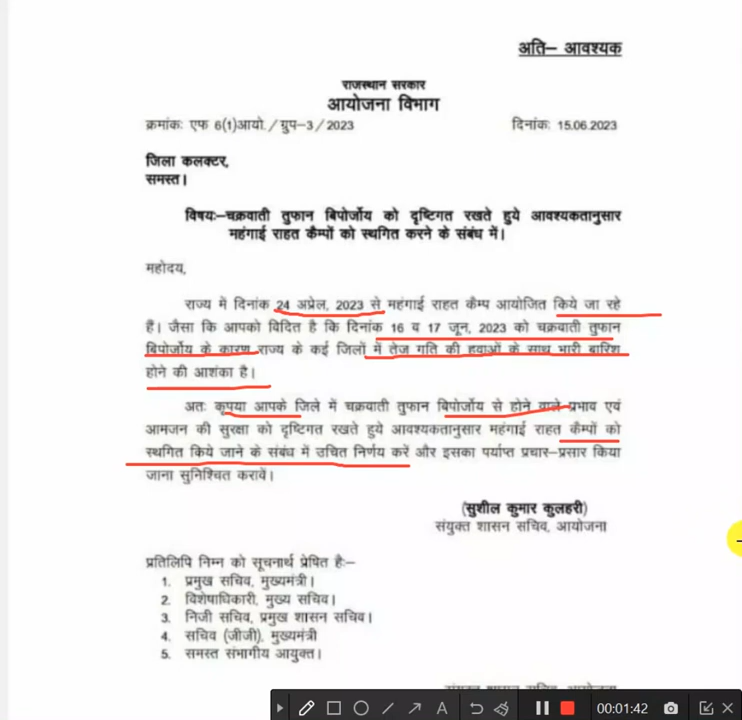 अति– आवश्यक
राजस्थान सरकार
आयोजना विभाग
क्रमांकः एफ 6(1)आयो./ग्रुप–3/2023 दिनांकः 15.06.2023
जिला कलक्टर,
समस्त।
विषयः–चक्रवाती तुफान बिपोर्जोय को दृष्टिगत रखते हुये आवश्यकतानुसार
महंगाई राहत कैम्पों को स्थगित करने के संबंध में।
महोदय,
राज्य में दिनांक 24 अप्रेल, 2023 से महंगाई राहत कैम्प आयोजित किये जा रहे
हैं। जैसा कि आपको विदित है कि दिनांक 16 व 17 जून, 2023 को चक्रवाती तुफान
बिपोर्जोय के कारण राज्य के कई जिलों में तेज गति की हवाओं के साथ भारी बारिश
होने की आशंका है।
अतः कृपया आपके जिले में चक्रवाती तुफान बिपोर्जोय से होने वाले प्रभाव एवं
आमजन की सुरक्षा को दृष्टिगत रखते हुये आवश्यकतानुसार महंगाई राहत कैम्पों को
स्थगित किये जाने के संबंध में उचित निर्णय करें और इसका पर्याप्त प्रचार–प्रसार किया
जाना सुनिश्चित करावें।
(सुशील कुमार कुलहरी)
संयुक्त शासन सचिव, आयोजना
प्रतिलिपि निम्न को सूचनार्थ प्रेषित हैः–
1. प्रमुख सचिव, मुख्यमंत्री।
2. विशेषाधिकारी, मुख्य सचिव।
3. निजी सचिव, प्रमुख शासन सचिव।
4. सचिव (जीजी), मुख्यमंत्री
5. समस्त संभागीय आयुक्त।
A 00:01:42